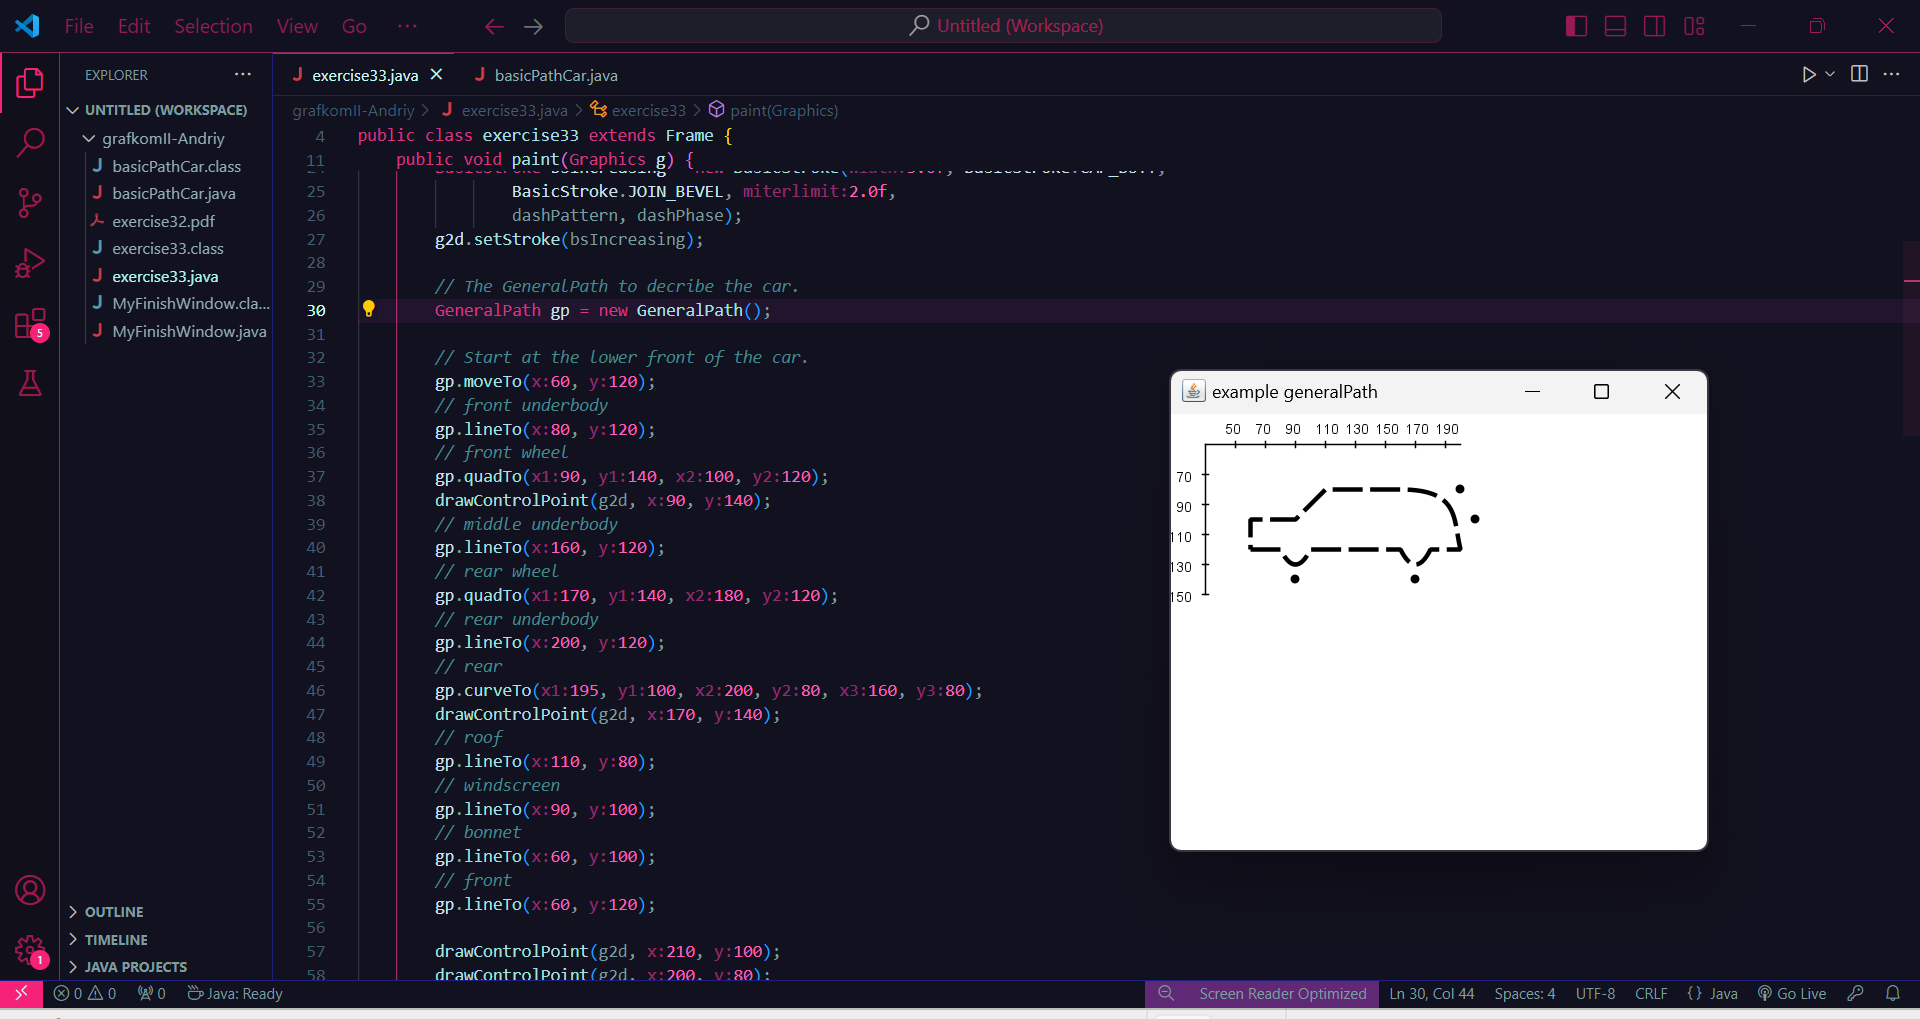 File Edit Selection View Go ··· Untitled (Workspace)
EXPLORER ···
UNTITLED (WORKSPACE)
grafkomII-Andriy
J basicPathCar.class
J basicPathCar.java
exercise32.pdf
J exercise33.class
J exercise33.java
J MyFinishWindow.cla...
J MyFinishWindow.java
OUTLINE
TIMELINE
JAVA PROJECTS
5
1
J exercise33.java J basicPathCar.java
grafkomII-Andriy > J exercise33.java > exercise33 > paint(Graphics)
4 public class exercise33 extends Frame {
11 public void paint(Graphics g) {
25 BasicStroke.JOIN_BEVEL, miterlimit:2.0f,
26 dashPattern, dashPhase);
27 g2d.setStroke(bsIncreasing);
28
29 // The GeneralPath to decribe the car.
30 GeneralPath gp = new GeneralPath();
31
32 // Start at the lower front of the car.
33 gp.moveTo(x:60, y:120);
34 // front underbody
35 gp.lineTo(x:80, y:120);
36 // front wheel
37 gp.quadTo(x1:90, y1:140, x2:100, y2:120);
38 drawControlPoint(g2d, x:90, y:140);
39 // middle underbody
40 gp.lineTo(x:160, y:120);
41 // rear wheel
42 gp.quadTo(x1:170, y1:140, x2:180, y2:120);
43 // rear underbody
44 gp.lineTo(x:200, y:120);
45 // rear
46 gp.curveTo(x1:195, y1:100, x2:200, y2:80, x3:160, y3:80);
47 drawControlPoint(g2d, x:170, y:140);
48 // roof
49 gp.lineTo(x:110, y:80);
50 // windscreen
51 gp.lineTo(x:90, y:100);
52 // bonnet
53 gp.lineTo(x:60, y:100);
54 // front
55 gp.lineTo(x:60, y:120);
56
57 drawControlPoint(g2d, x:210, y:100);
58 drawControlPoint(g2d, x:200, y:80);
example generalPath
50 70 90 110 130 150 170 190
70
90
110
130
150
0 0 0 Java: Ready
Screen Reader Optimized Ln 30, Col 44 Spaces: 4 UTF-8 CRLF {} Java Go Live